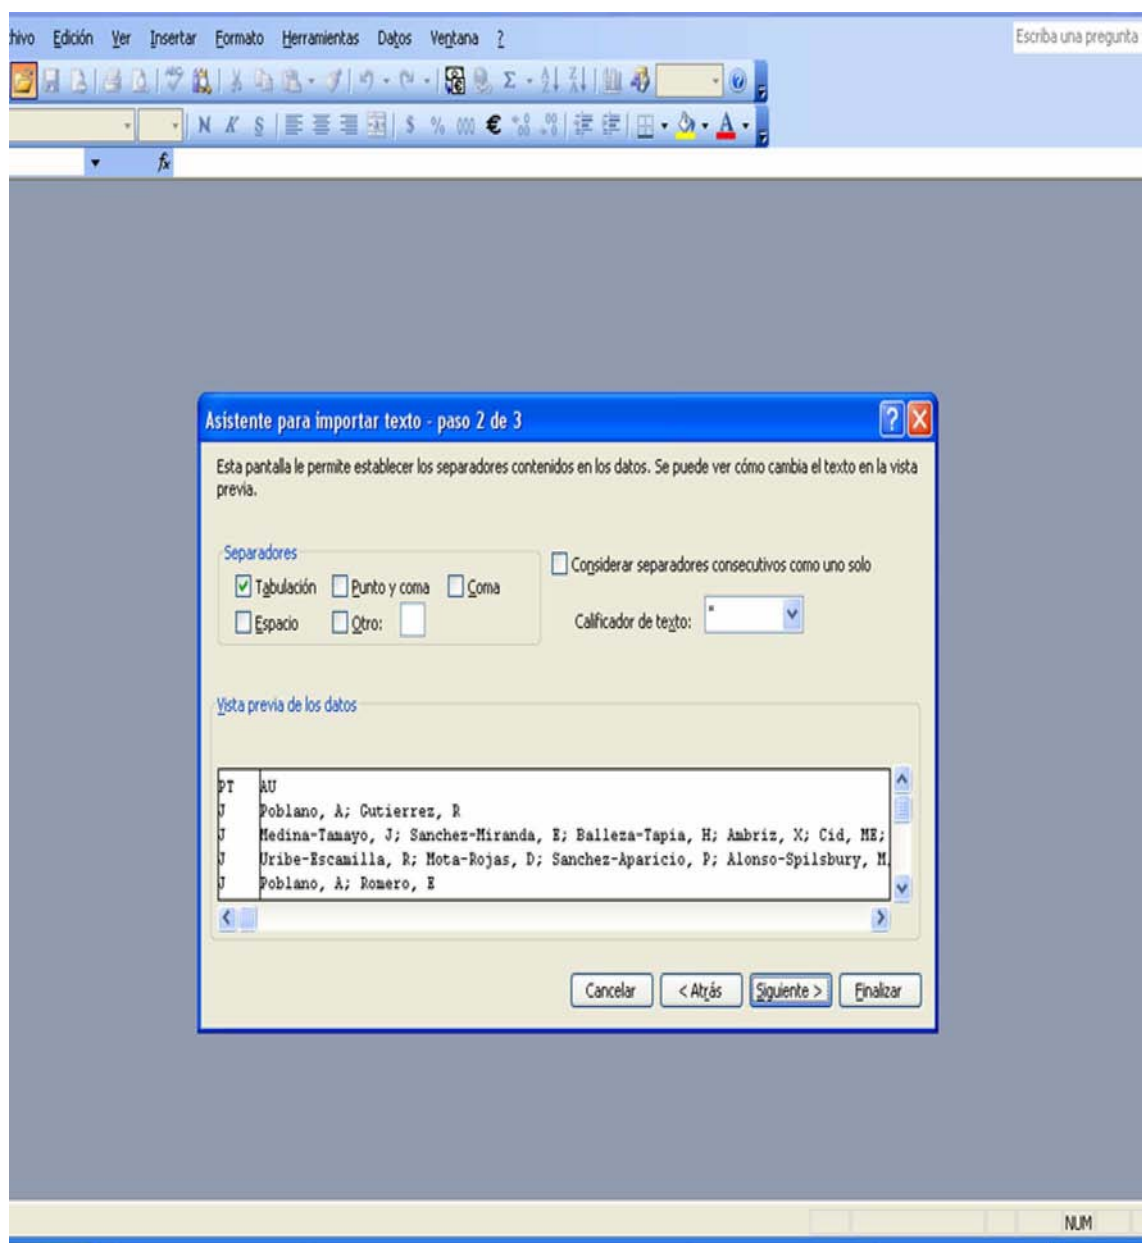 hivo Edición Ver Insertar Formato Herramientas Datos Ventana ? Escriba una pregunta
N K S $ % 000 €
fx
Asistente para importar texto - paso 2 de 3
Esta pantalla le permite establecer los separadores contenidos en los datos. Se puede ver cómo cambia el texto en la vista
previa.
Separadores
Tabulación Punto y coma Coma
Espacio Otro:
Considerar separadores consecutivos como uno solo
Calificador de texto: "
Vista previa de los datos
PT AU
J Poblano, A; Gutierrez, R
J Medina-Tamayo, J; Sanchez-Miranda, E; Balleza-Tapia, H; Ambriz, X; Cid, ME;
J Uribe-Escamilla, R; Mota-Rojas, D; Sanchez-Aparicio, P; Alonso-Spilsbury, M
J Poblano, A; Romero, E
Cancelar < Atrás Siguiente > Finalizar
NUM